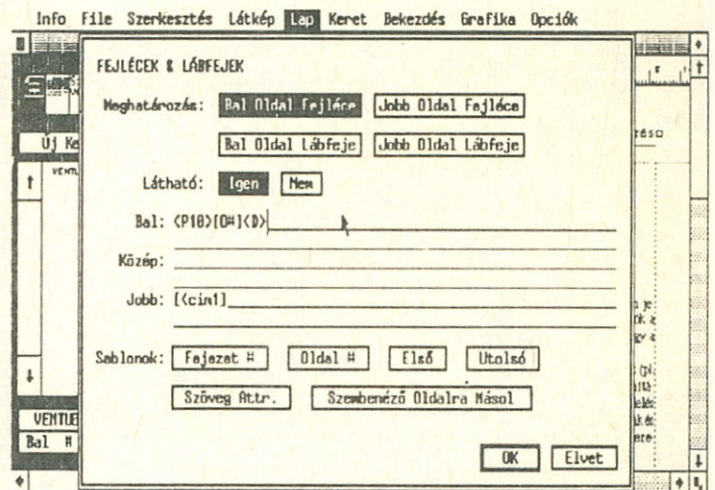 Info File Szerkesztés Látkép Lap Keret Bekezdés Grafika Opciók
FEJLÉCEK & LÁBFEJEK
Meghatározás: Bal Oldal Fejléce Jobb Oldal Fejléce
Bal Oldal Lábfeje Jobb Oldal Lábfeje
Új Ke
Látható: Igen Nem
Bal: <P10>[O#]<D>
Közép:
Jobb: [<cim1]
Sablonok: Fejezet # Oldal # Első Utolsó
Szöveg Attr. Szembenéző Oldalra Másol
VENTUR
Bal #
OK Elvet